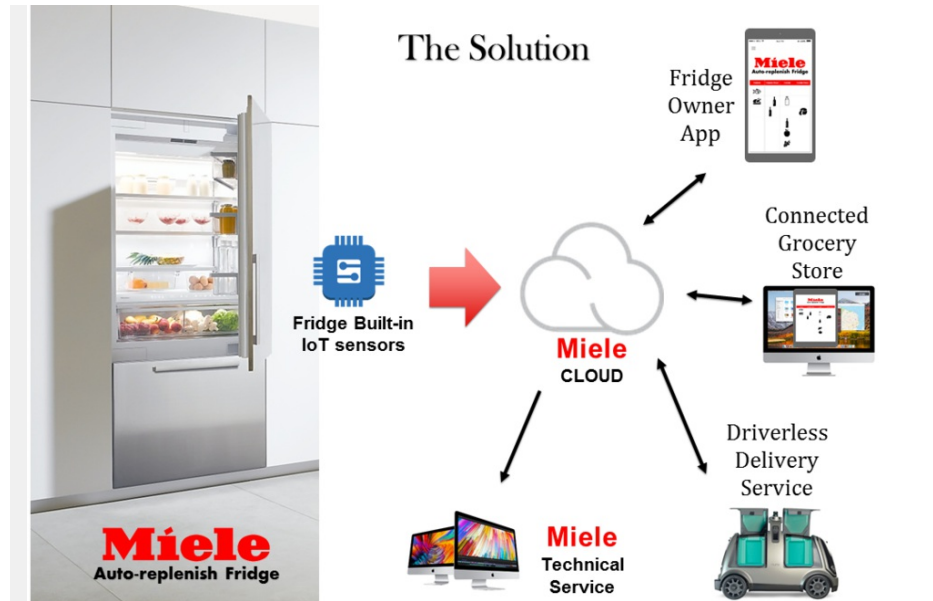 The Solution
Fridge
Owner
App
Miele
Auto-replenish Fridge
Connected
Grocery
Store
Miele
Fridge Built-in
IoT sensors
Miele
CLOUD
Driverless
Delivery
Service
Miele
Technical
Service
Miele
Auto-replenish Fridge